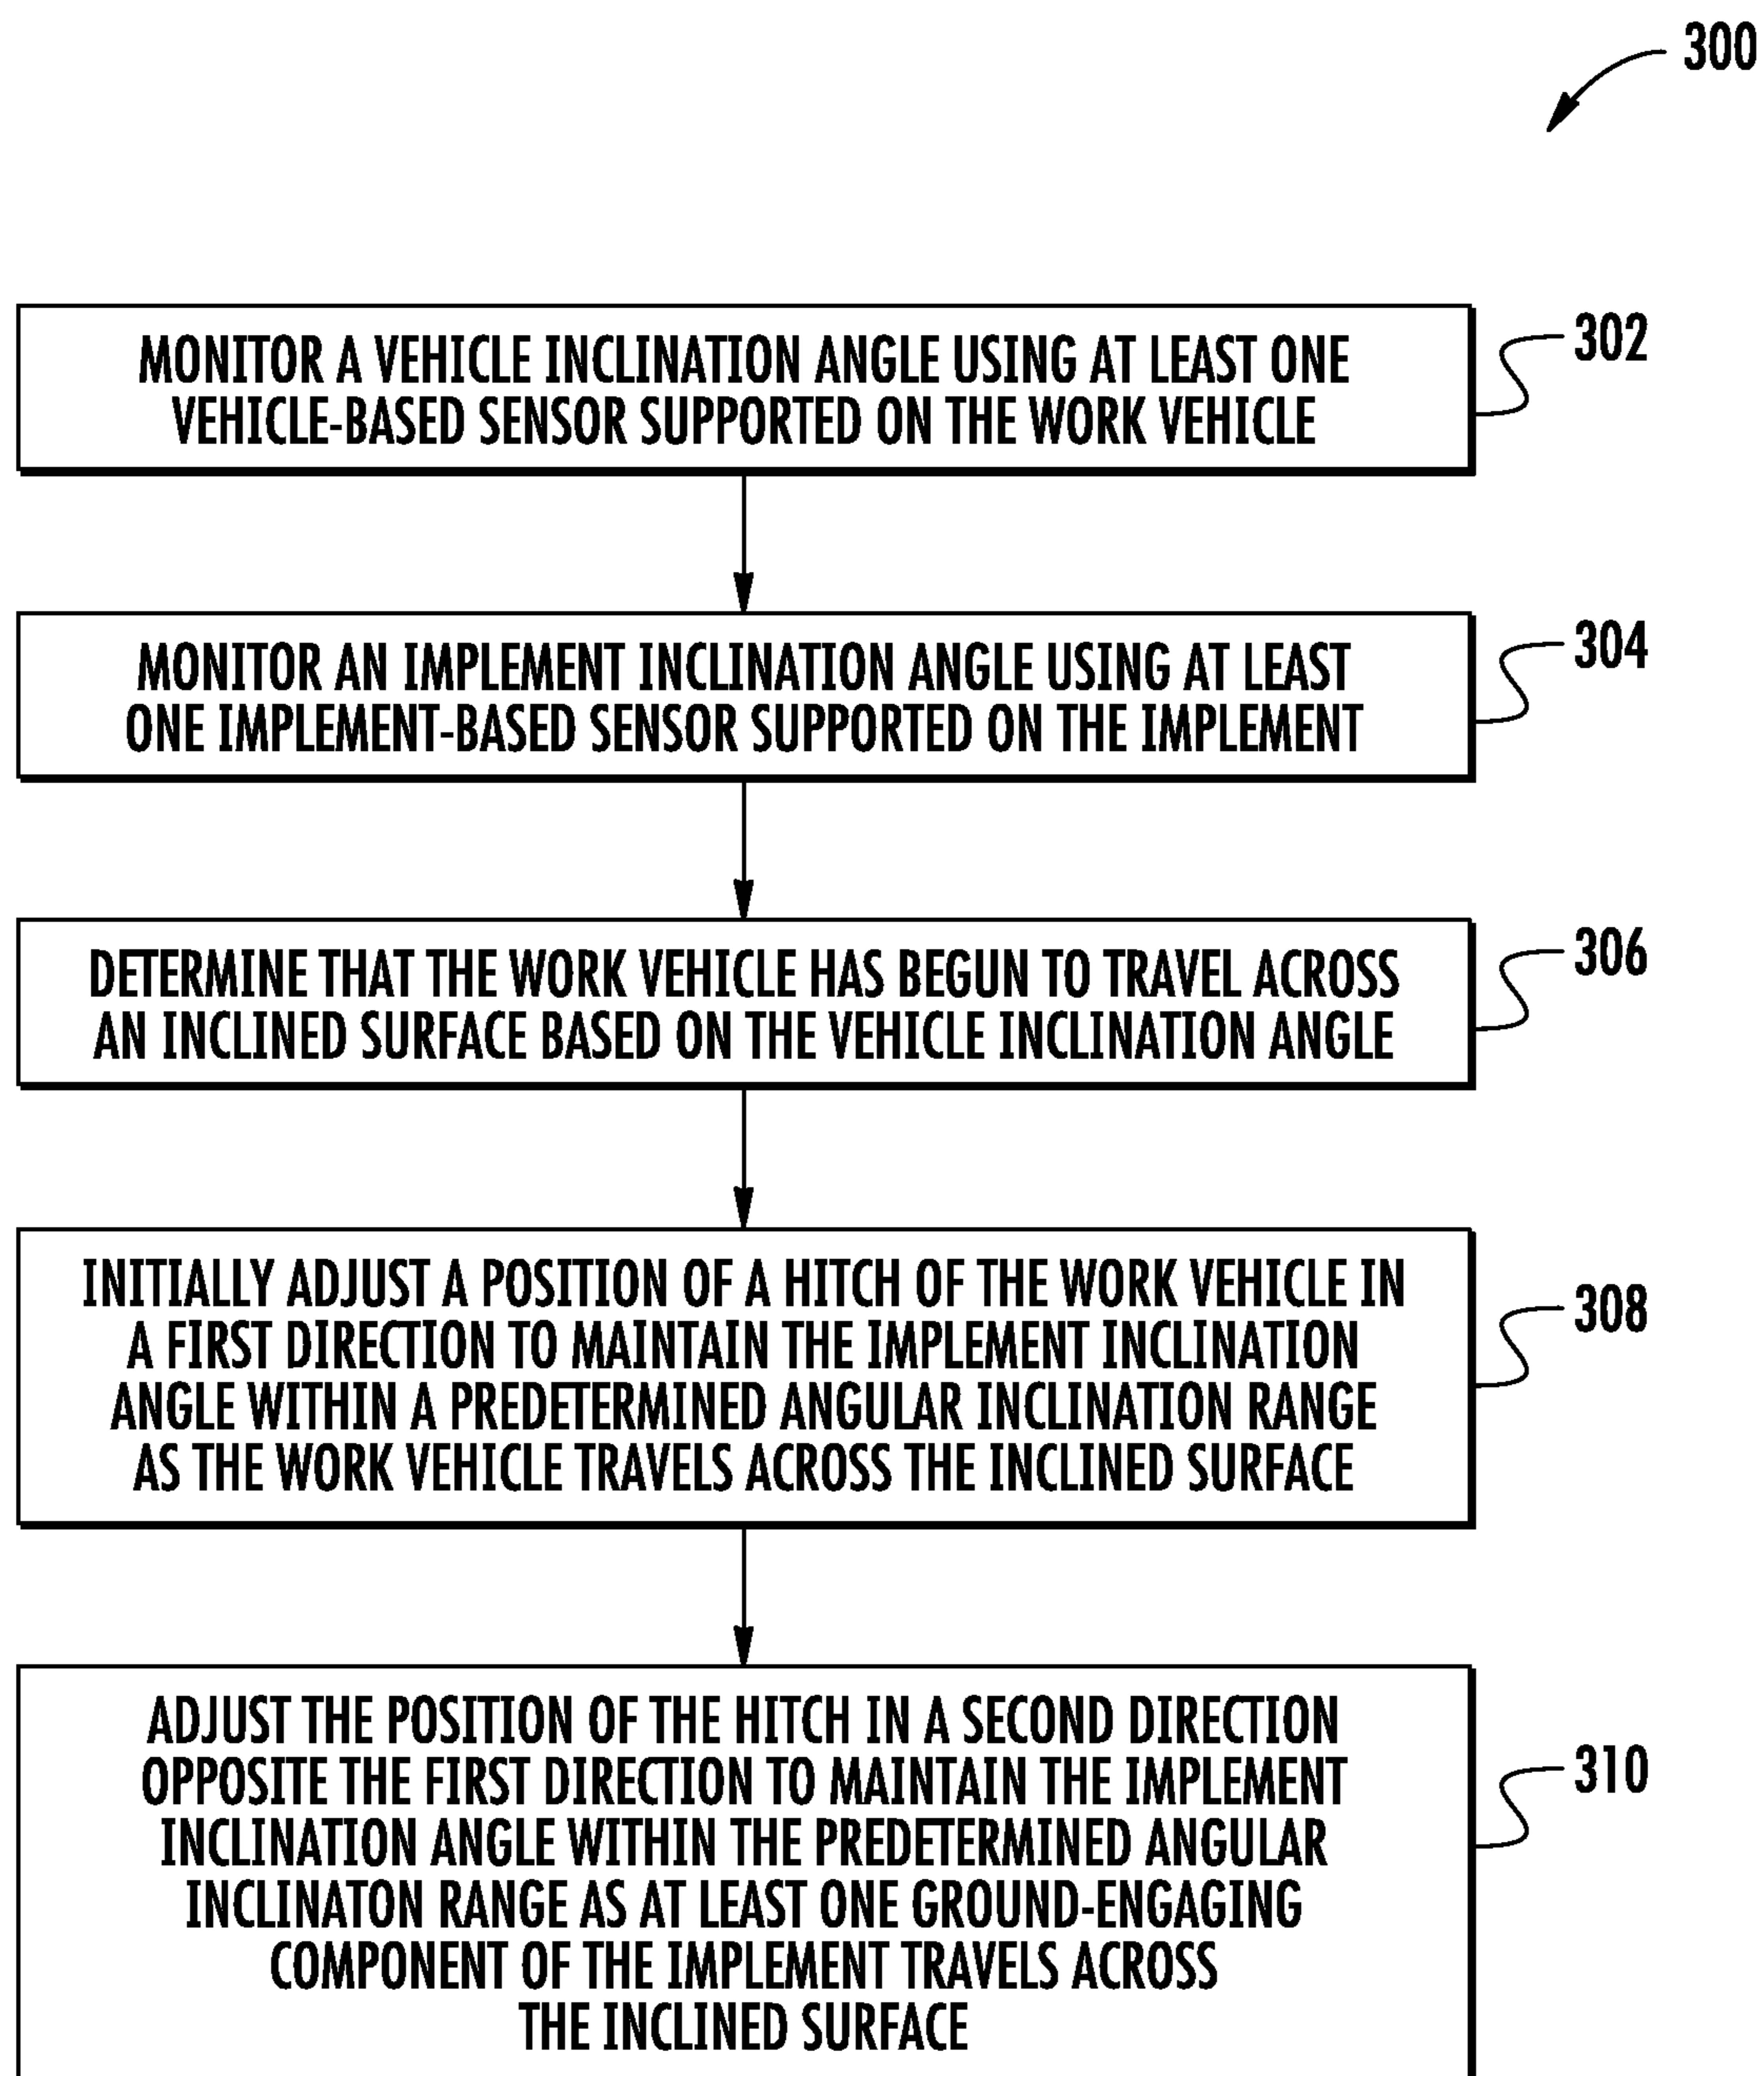 300
MONITOR A VEHICLE INCLINATION ANGLE USING AT LEAST ONE
VEHICLE-BASED SENSOR SUPPORTED ON THE WORK VEHICLE
302
MONITOR AN IMPLEMENT INCLINATION ANGLE USING AT LEAST
ONE IMPLEMENT-BASED SENSOR SUPPORTED ON THE IMPLEMENT
304
DETERMINE THAT THE WORK VEHICLE HAS BEGUN TO TRAVEL ACROSS
AN INCLINED SURFACE BASED ON THE VEHICLE INCLINATION ANGLE
306
INITIALLY ADJUST A POSITION OF A HITCH OF THE WORK VEHICLE IN
A FIRST DIRECTION TO MAINTAIN THE IMPLEMENT INCLINATION
ANGLE WITHIN A PREDETERMINED ANGULAR INCLINATION RANGE
AS THE WORK VEHICLE TRAVELS ACROSS THE INCLINED SURFACE
308
ADJUST THE POSITION OF THE HITCH IN A SECOND DIRECTION
OPPOSITE THE FIRST DIRECTION TO MAINTAIN THE IMPLEMENT
INCLINATION ANGLE WITHIN THE PREDETERMINED ANGULAR
INCLINATON RANGE AS AT LEAST ONE GROUND-ENGAGING
COMPONENT OF THE IMPLEMENT TRAVELS ACROSS
THE INCLINED SURFACE
310